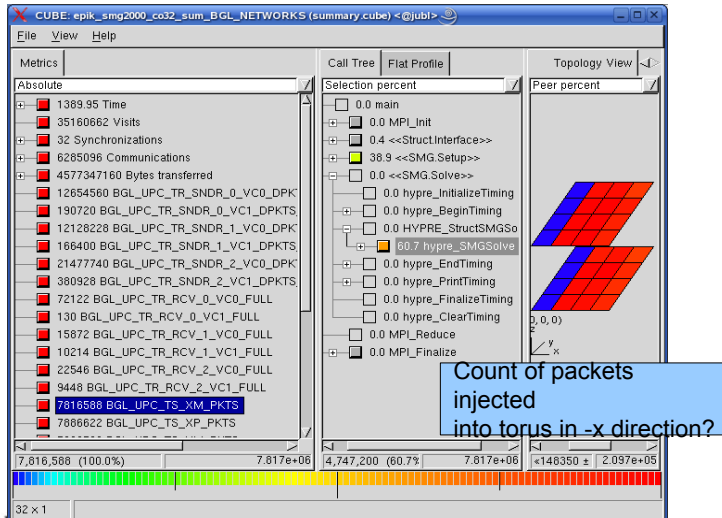 CUBE: epik_smg2000_co32_sum_BGL_NETWORKS (summary.cube) <@jubl>
File View Help
Metrics
Absolute
1389.95 Time
35160662 Visits
32 Synchronizations
6285096 Communications
4577347160 Bytes transferred
12654560 BGL_UPC_TR_SNDR_0_VC0_DPKT
190720 BGL_UPC_TR_SNDR_0_VC1_DPKTS
12128228 BGL_UPC_TR_SNDR_1_VC0_DPKT
166400 BGL_UPC_TR_SNDR_1_VC1_DPKTS
21477740 BGL_UPC_TR_SNDR_2_VC0_DPKT
380928 BGL_UPC_TR_SNDR_2_VC1_DPKTS
72122 BGL_UPC_TR_RCV_0_VC0_FULL
130 BGL_UPC_TR_RCV_0_VC1_FULL
15872 BGL_UPC_TR_RCV_1_VC0_FULL
10214 BGL_UPC_TR_RCV_1_VC1_FULL
22546 BGL_UPC_TR_RCV_2_VC0_FULL
9448 BGL_UPC_TR_RCV_2_VC1_FULL
7816588 BGL_UPC_TS_XM_PKTS
7886622 BGL_UPC_TS_XP_PKTS
7,816,588 (100.0%) 7.817e+06
Call Tree Flat Profile
Selection percent
0.0 main
0.0 MPI_Init
0.4 <<Struct.Interface>>
38.9 <<SMG.Setup>>
0.0 <<SMG.Solve>>
0.0 hypre_InitializeTiming
0.0 hypre_BeginTiming
0.0 HYPRE_StructSMGSo
60.7 hypre_SMGSolve
0.0 hypre_EndTiming
0.0 hypre_PrintTiming
0.0 hypre_FinalizeTiming
0.0 hypre_ClearTiming
0.0 MPI_Reduce
0.0 MPI_Finalize
4,747,200 (60.7% 7.817e+06
Topology View
Peer percent
0, 0, 0)
z
y
x
Count of packets
injected
into torus in -x direction?
«148350 ± 2.097e+05
32 × 1